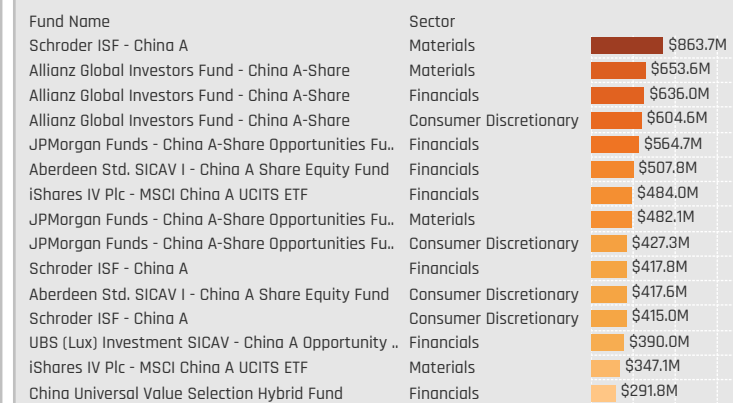 Fund Name Sector
Schroder ISF - China A Materials $863.7M
Allianz Global Investors Fund - China A-Share Materials $653.6M
Allianz Global Investors Fund - China A-Share Financials $636.0M
Allianz Global Investors Fund - China A-Share Consumer Discretionary $604.6M
JPMorgan Funds - China A-Share Opportunities Fu.. Financials $564.7M
Aberdeen Std. SICAV I - China A Share Equity Fund Financials $507.8M
iShares IV Plc - MSCI China A UCITS ETF Financials $484.0M
JPMorgan Funds - China A-Share Opportunities Fu.. Materials $482.1M
JPMorgan Funds - China A-Share Opportunities Fu.. Consumer Discretionary $427.3M
Schroder ISF - China A Financials $417.8M
Aberdeen Std. SICAV I - China A Share Equity Fund Consumer Discretionary $417.6M
Schroder ISF - China A Consumer Discretionary $415.0M
UBS (Lux) Investment SICAV - China A Opportunity .. Financials $390.0M
iShares IV Plc - MSCI China A UCITS ETF Materials $347.1M
China Universal Value Selection Hybrid Fund Financials $291.8M